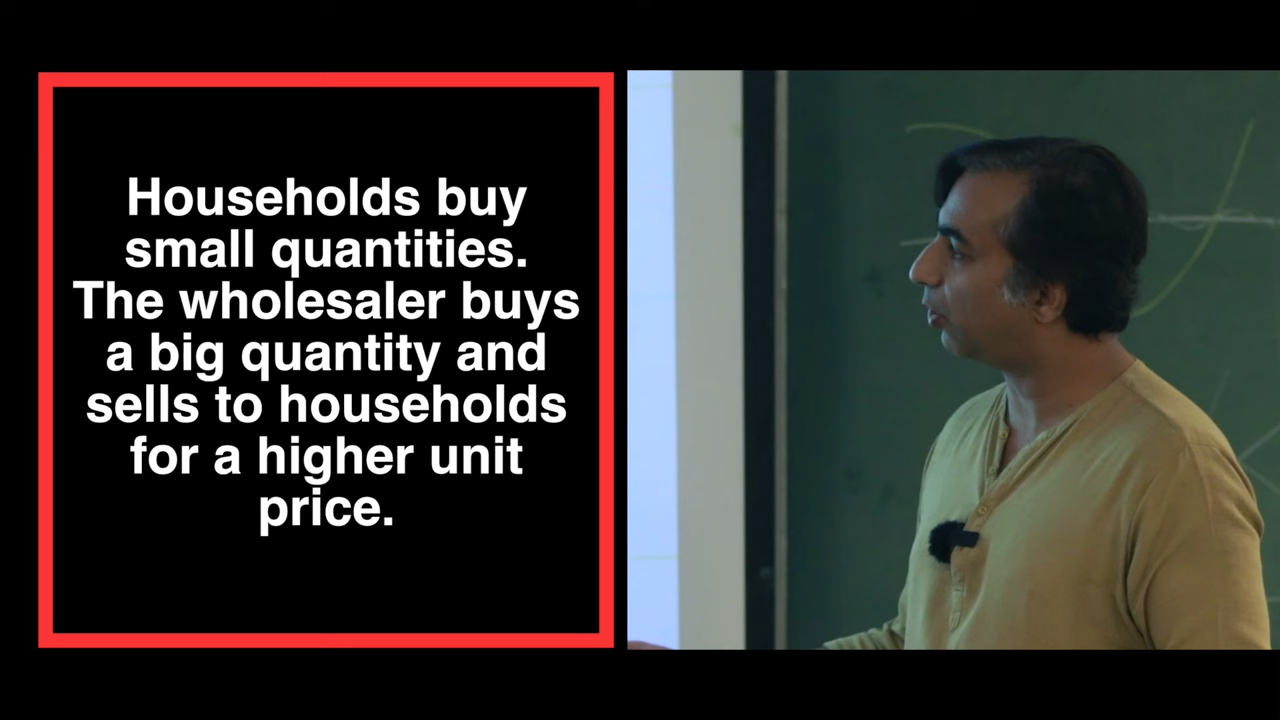 Households buy
small quantities.
The wholesaler buys
a big quantity and
sells to households
for a higher unit
price.